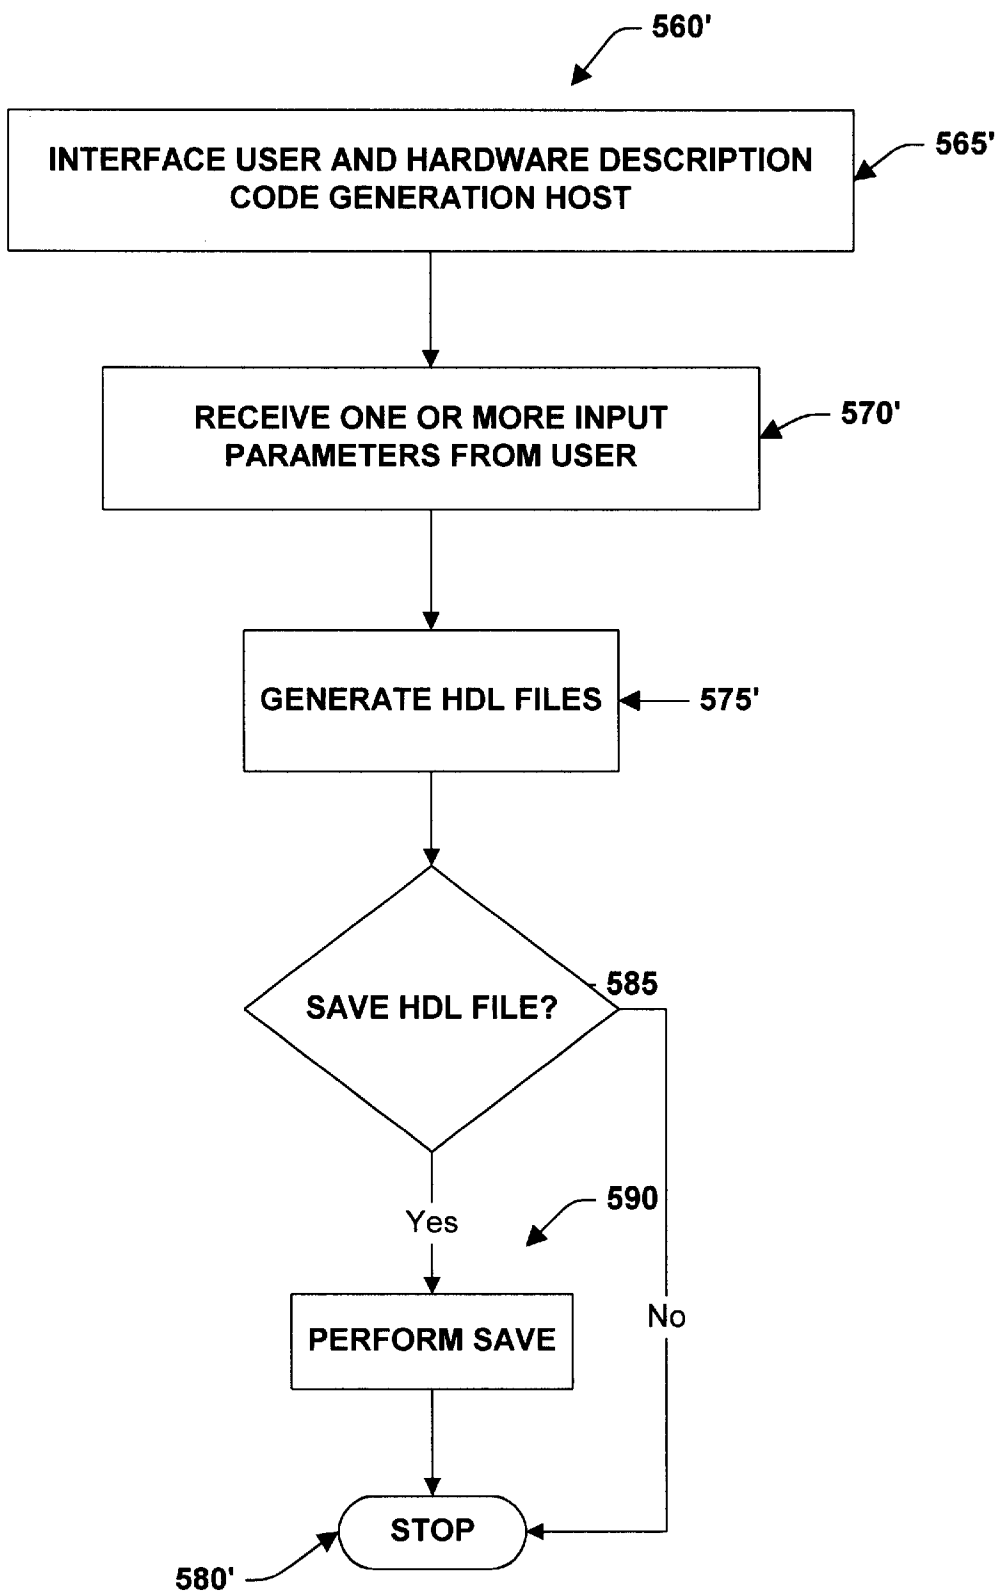 560'
565'
INTERFACE USER AND HARDWARE DESCRIPTION
CODE GENERATION HOST
570'
RECEIVE ONE OR MORE INPUT
PARAMETERS FROM USER
GENERATE HDL FILES
575'
585
SAVE HDL FILE?
590
Yes
No
PERFORM SAVE
STOP
580'